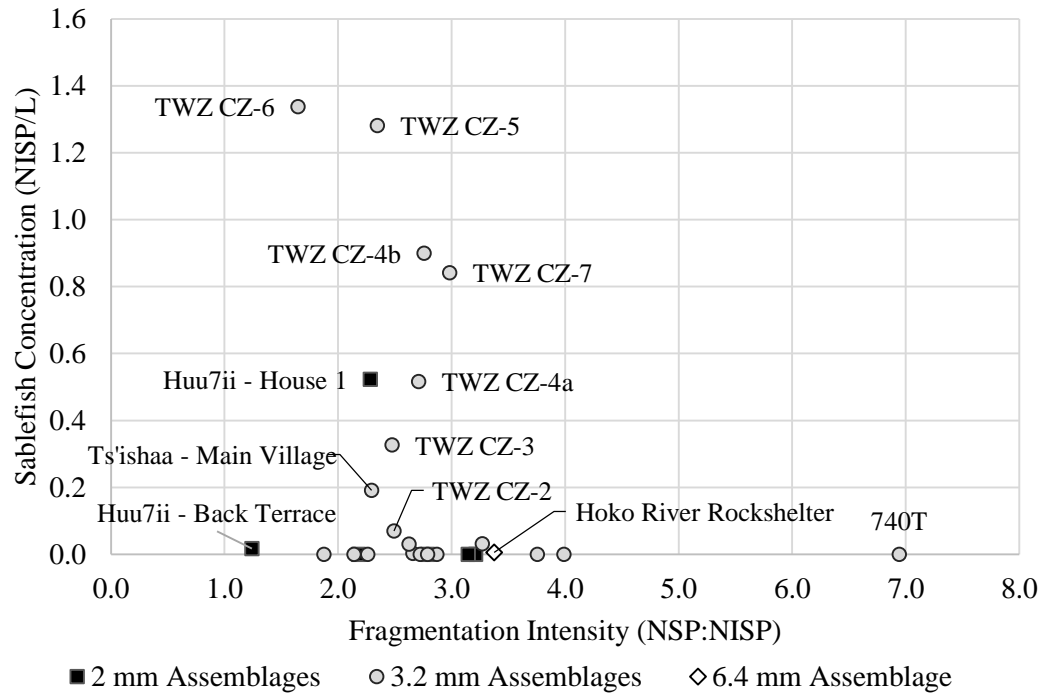 Sablefish Concentration (NISP/L)
1.6
1.4
1.2
1.0
0.8
0.6
0.4
0.2
0.0
TWZ CZ-6
TWZ CZ-5
TWZ CZ-4b
TWZ CZ-7
Huu7ii - House 1
TWZ CZ-4a
TWZ CZ-3
Ts'ishaa - Main Village
TWZ CZ-2
Huu7ii - Back Terrace
Hoko River Rockshelter
740T
0.0 1.0 2.0 3.0 4.0 5.0 6.0 7.0 8.0
Fragmentation Intensity (NSP:NISP)
2 mm Assemblages 3.2 mm Assemblages 6.4 mm Assemblage